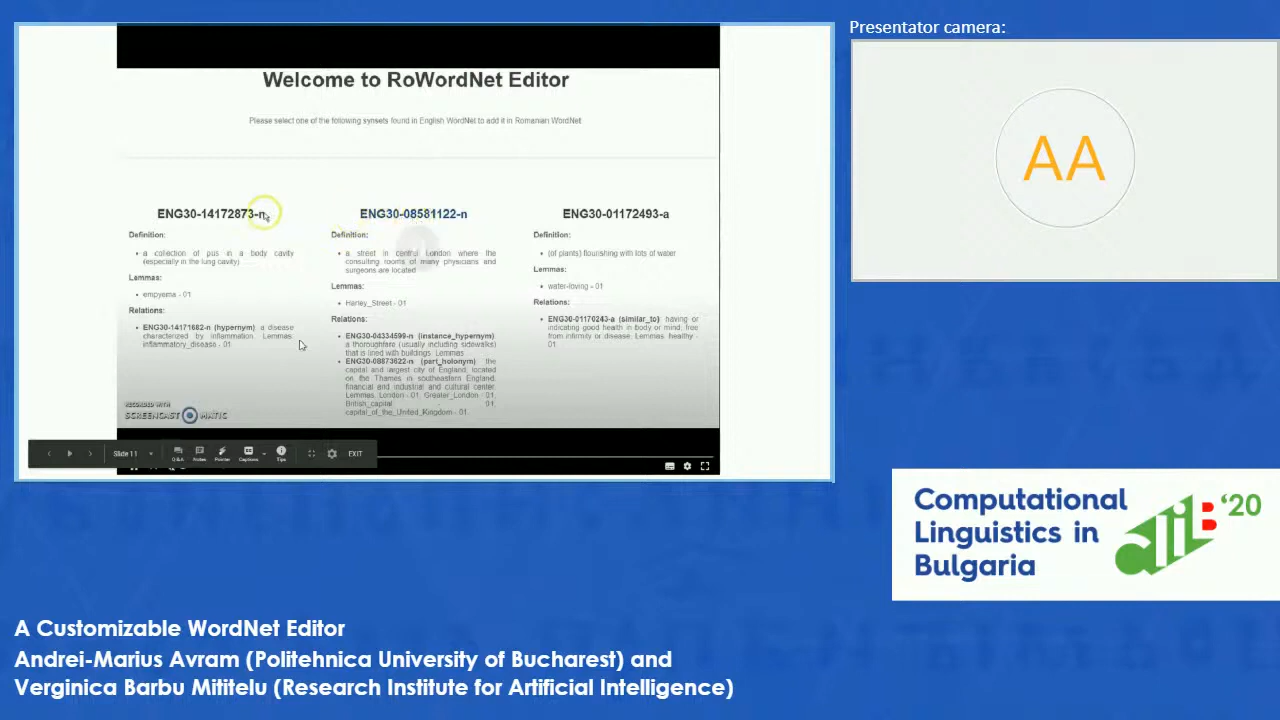 Presentator camera:
AA
Welcome to RoWordNet Editor
Please select one of the following synsets found in English WordNet to add it in Romanian WordNet
ENG30-14172873-n
Definition:
a collection of pus in a body cavity
(especially in the lung cavity)
Lammas:
empyema - 01
Relations:
ENG30-14171682-n (hypernym) a disease
characterized by inflammation Lemmas
inflammatory_disease - 01
ENG30-08581122-n
Definition:
a street in central London where the
consulting rooms of many physicians and
surgeons are located
Lemmas:
Harley_Street - 01
Relations:
ENG30-04334599-n (instance_hypernym)
a thoroughfare (usually including sidewalks)
that is lined with buildings. Lemmas
ENG30-08873622-n (part_holonym) the
capital and largest city of England, located
on the Thames in southeastern England,
financial and industrial and cultural center.
Lemmas. London - 01, Greater_London - 01,
British_capital - 01,
capital_of_the_United_Kingdom - 01.
ENG30-01172493-a
Definition:
(of plants) flourishing with lots of water
Lemmas:
water-loving - 01
Relations:
ENG30-01170243-a (similar_to) having or
indicating good health in body or mind; free
from infirmity or disease. Lemmas healthy -
01
RECORDED WITH
SCREENCAST MATIC
Slide 11
Q&A
Notes
Pointer
Captions
Tips
EXIT
Computational
Linguistics in
Bulgaria
clib '20
A Customizable WordNet Editor
Andrei-Marius Avram (Politehnica University of Bucharest) and
Verginica Barbu Mititelu (Research Institute for Artificial Intelligence)